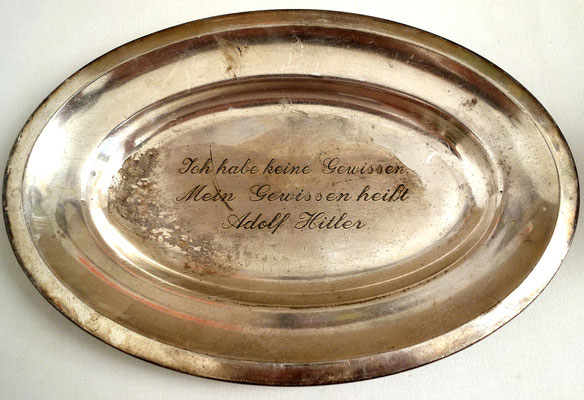 Ich habe keine Gewissen
Mein Gewissen heißt
Adolf Hitler